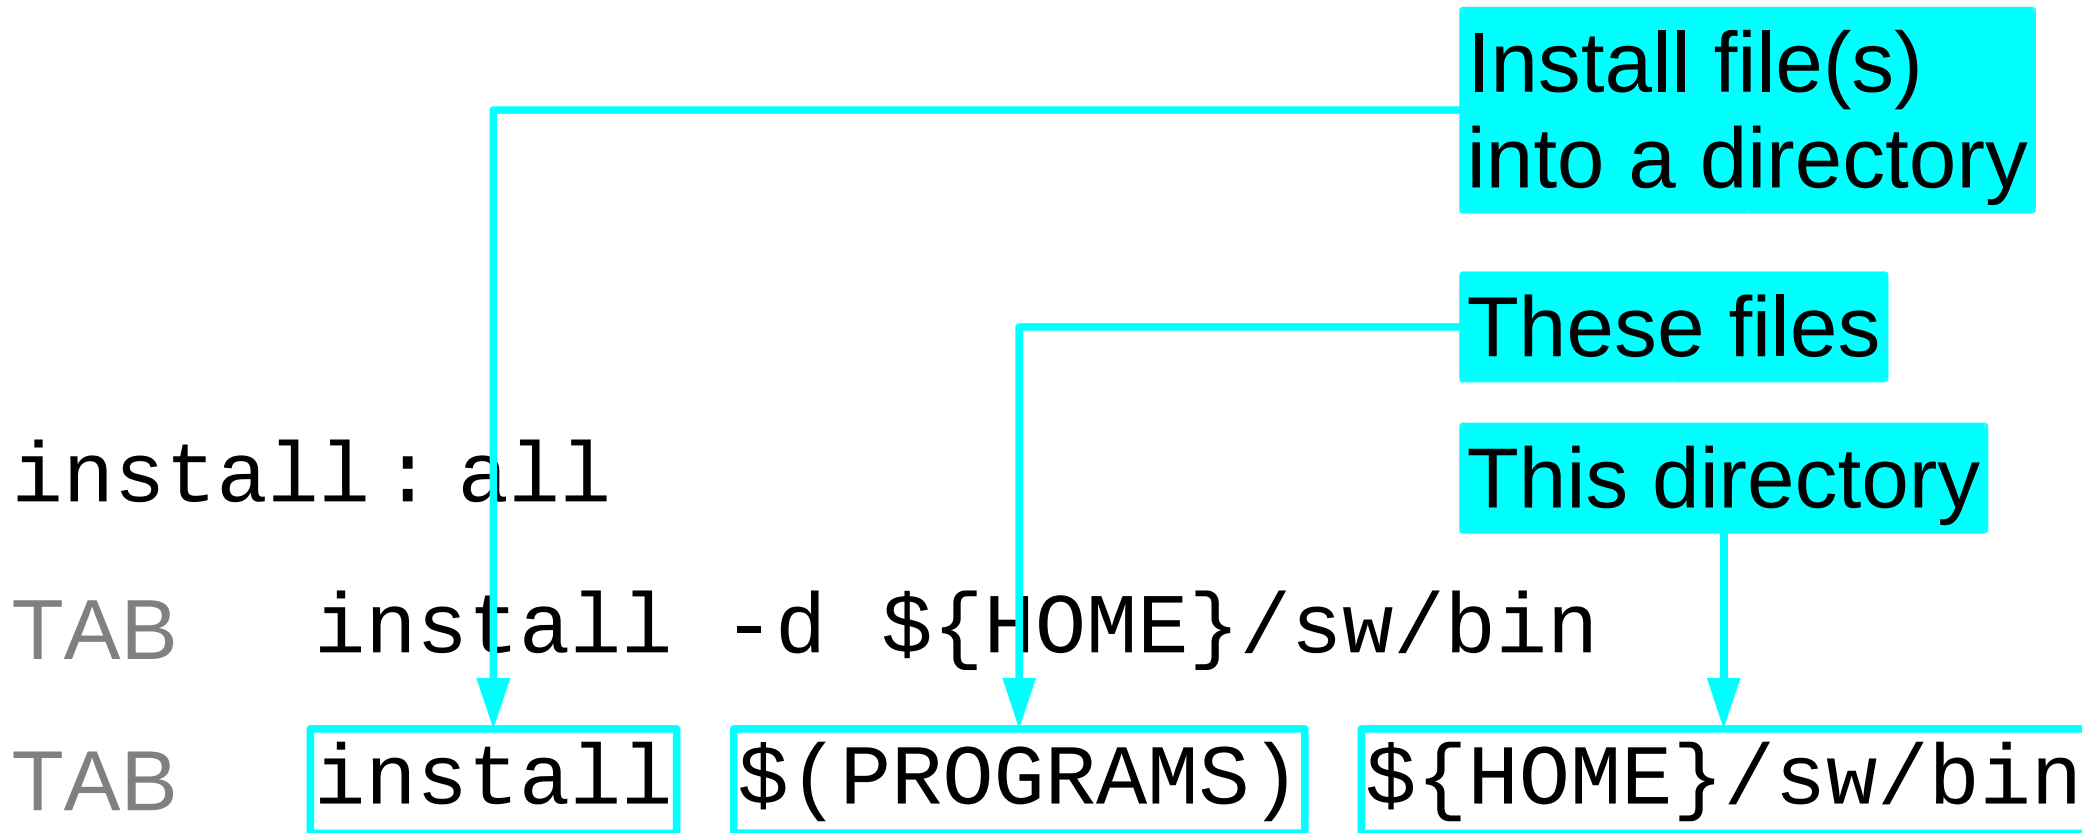 Install file(s)
into a directory
These files
This directory
install: all
TAB install -d ${HOME}/sw/bin
TAB install $(PROGRAMS) ${HOME}/sw/bin